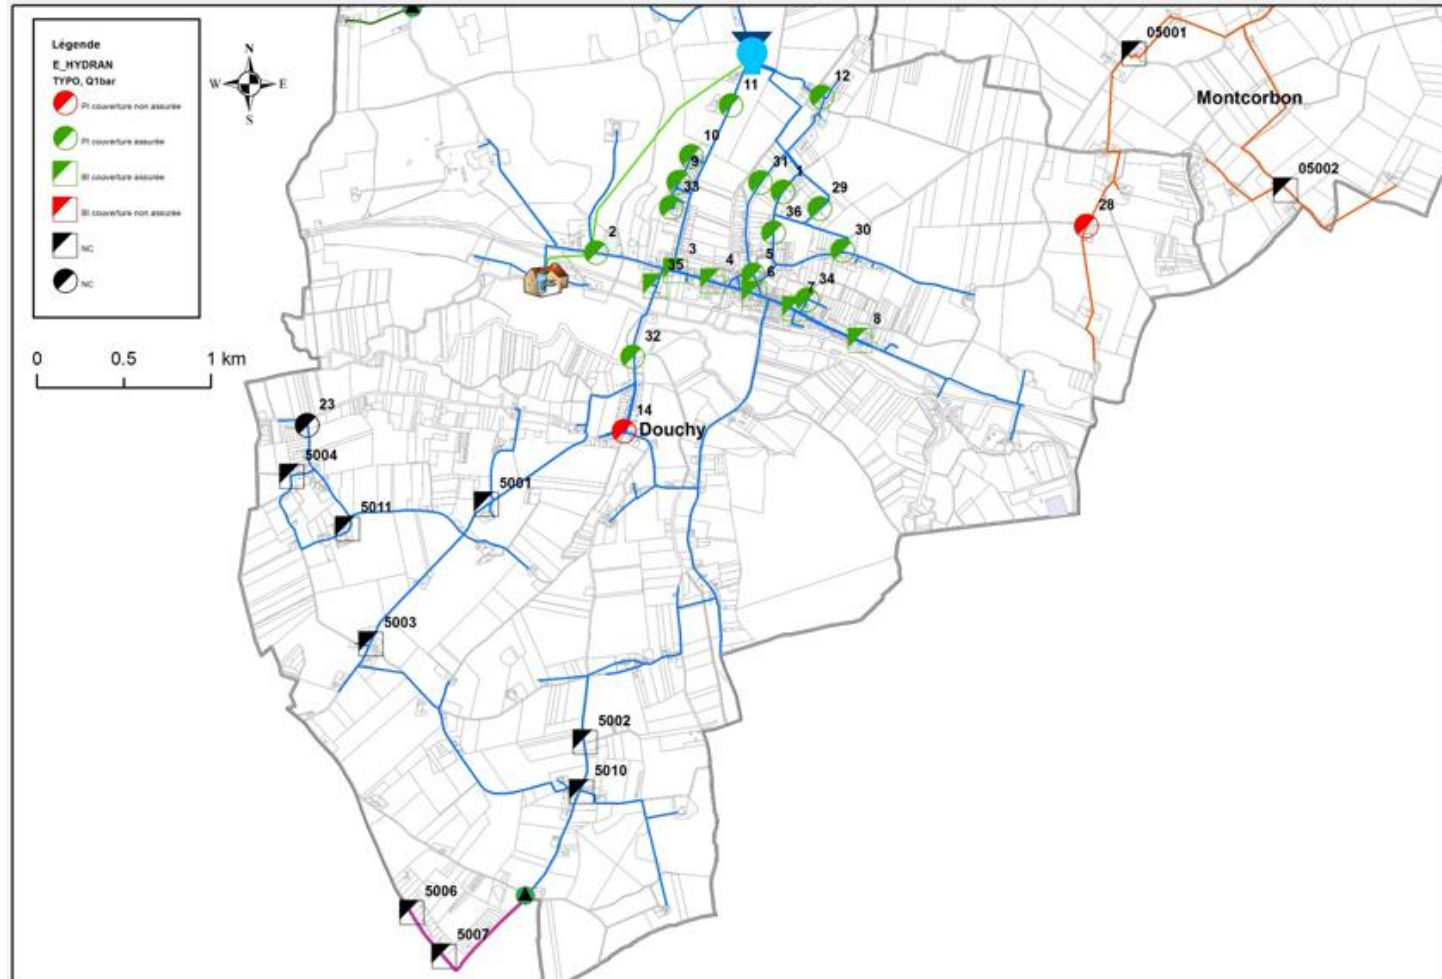 Légende
E_HYDRAN
TYPO, Q1bar
PI couverture non assurée
PI couverture assurée
BI couverture assurée
BI couverture non assurée
NC
NC
N
W E
S
0 0.5 1 km
05001
12
11
Montcorbon
10
9
31
1
05002
33
29
28
36
2
30
3
5
4
35
6
34
7
8
32
23
14
Douchy
5004
5001
5011
5003
5002
5010
5006
5007